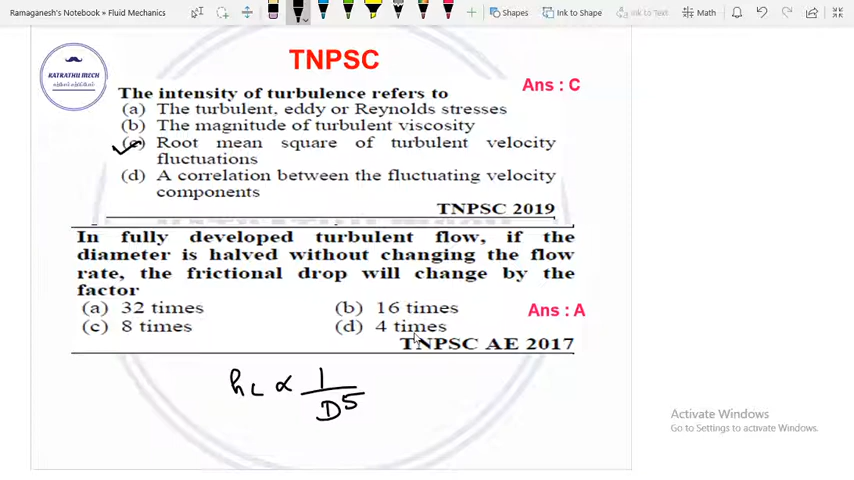 Ramaganesh's Notebook » Fluid Mechanics
Shapes
Ink to Shape
Ink to Text
Math
TNPSC
KATRATHU MECH
Ans : C
The intensity of turbulence refers to
(a) The turbulent, eddy or Reynolds stresses
(b) The magnitude of turbulent viscosity
(c) Root mean square of turbulent velocity
fluctuations
(d) A correlation between the fluctuating velocity
components
TNPSC 2019
In fully developed turbulent flow, if the
diameter is halved without changing the flow
rate, the frictional drop will change by the
factor
(a) 32 times (b) 16 times
Ans : A
(c) 8 times (d) 4 times
TNPSC AE 2017
hL ∝ 1/D⁵
Activate Windows
Go to Settings to activate Windows.